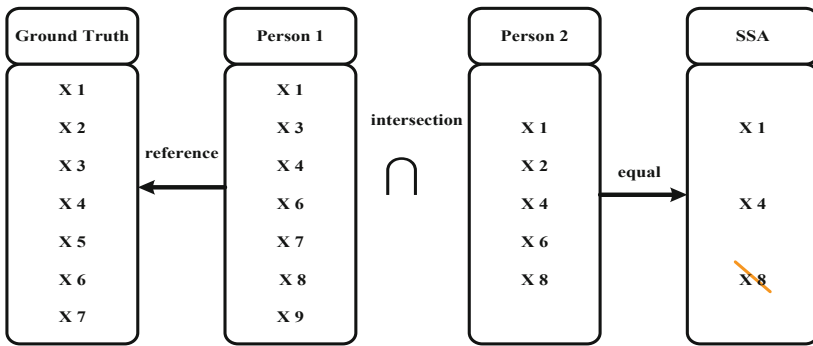 Ground Truth
X 1
X 2
X 3
X 4
X 5
X 6
X 7
reference
Person 1
X 1
X 3
X 4
X 6
X 7
X 8
X 9
intersection
∩
Person 2
X 1
X 2
X 4
X 6
X 8
equal
SSA
X 1
X 4
X 8